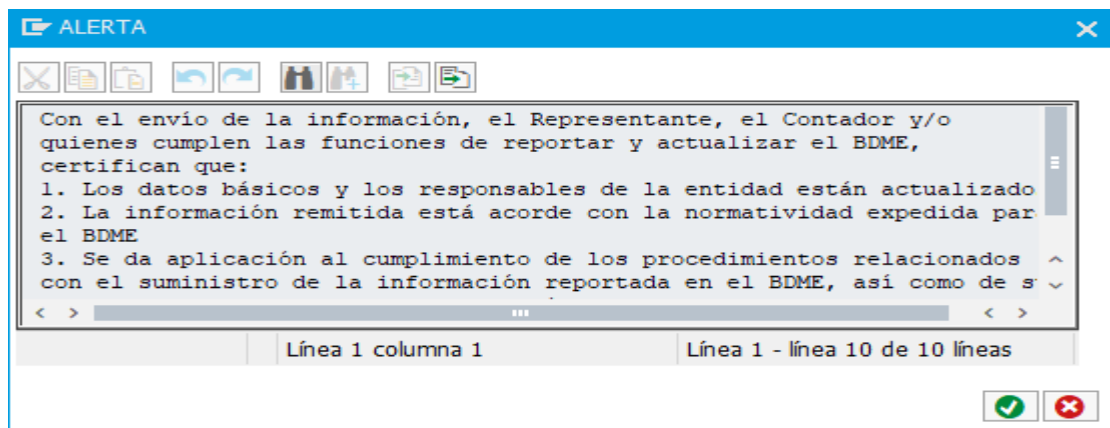 ALERTA
Con el envío de la información, el Representante, el Contador y/o
quienes cumplen las funciones de reportar y actualizar el BDME,
certifican que:
1. Los datos básicos y los responsables de la entidad están actualizado
2. La información remitida está acorde con la normatividad expedida par
el BDME
3. Se da aplicación al cumplimiento de los procedimientos relacionados
con el suministro de la información reportada en el BDME, así como de
Línea 1 columna 1
Línea 1 - línea 10 de 10 líneas